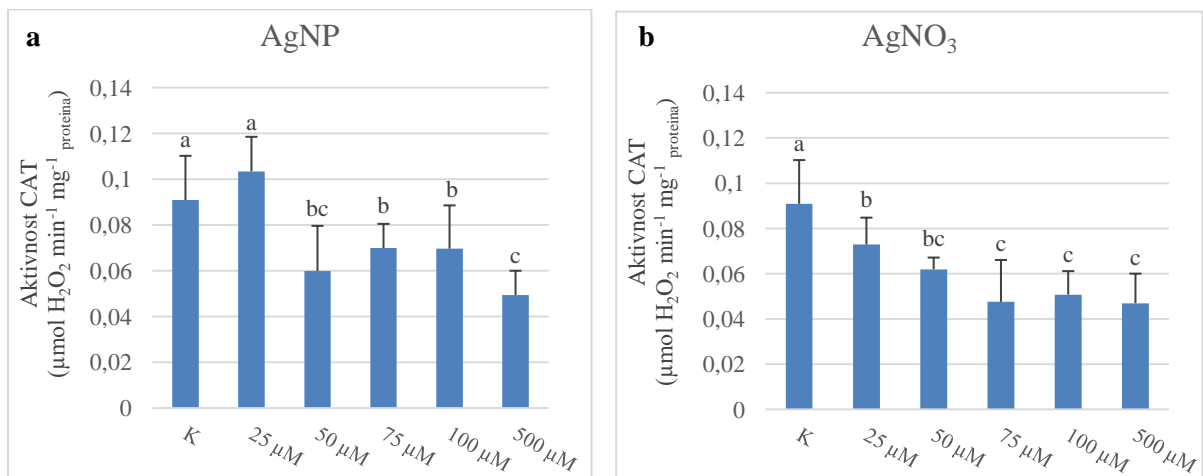 a
AgNP
Aktivnost CAT
(µmol H₂O₂ min⁻¹ mg⁻¹ proteina)
0,14
0,12
0,1
0,08
0,06
0,04
0,02
0
a
a
bc
b
b
c
K
25 µM
50 µM
75 µM
100 µM
500 µM
b
AgNO₃
Aktivnost CAT
(µmol H₂O₂ min⁻¹ mg⁻¹ proteina)
0,14
0,12
0,1
0,08
0,06
0,04
0,02
0
a
b
bc
c
c
c
K
25 µM
50 µM
75 µM
100 µM
500 µM